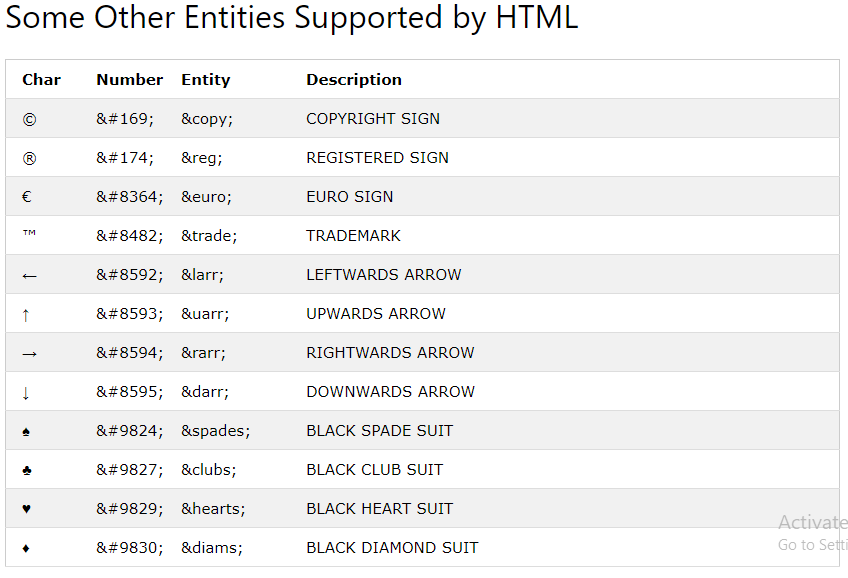 Some Other Entities Supported by HTML
Char Number Entity Description
© &#169; &copy; COPYRIGHT SIGN
® &#174; &reg; REGISTERED SIGN
€ &#8364; &euro; EURO SIGN
™ &#8482; &trade; TRADEMARK
← &#8592; &larr; LEFTWARDS ARROW
↑ &#8593; &uarr; UPWARDS ARROW
→ &#8594; &rarr; RIGHTWARDS ARROW
↓ &#8595; &darr; DOWNWARDS ARROW
♠ &#9824; &spades; BLACK SPADE SUIT
♣ &#9827; &clubs; BLACK CLUB SUIT
♥ &#9829; &hearts; BLACK HEART SUIT
♦ &#9830; &diams; BLACK DIAMOND SUIT
Activate
Go to Setti